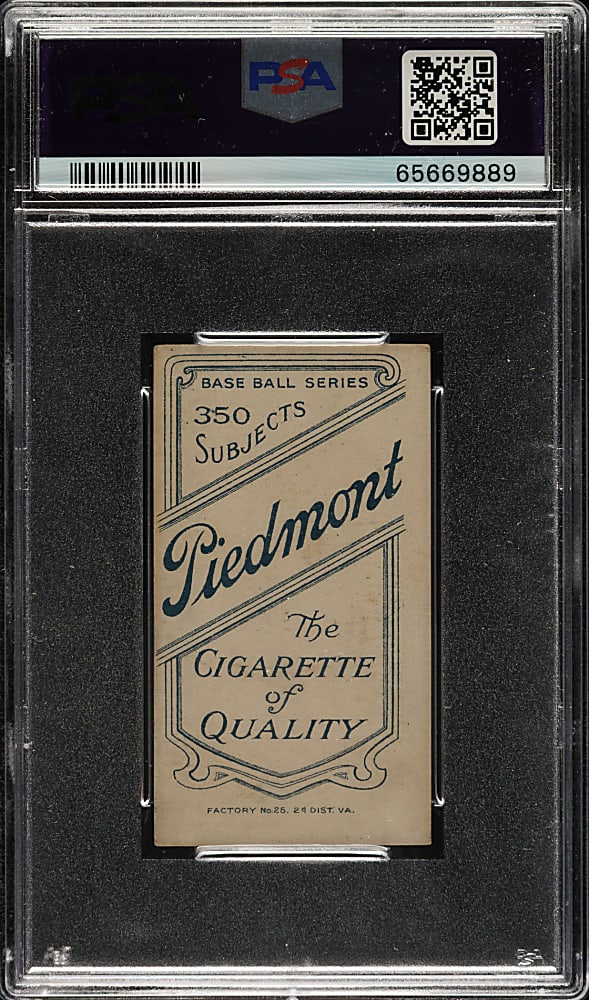 PSA
65669889
BASE BALL SERIES
350
SUBJECTS
Piedmont
The
CIGARETTE
of
QUALITY
FACTORY No.25. 2ᵈ DIST. VA.